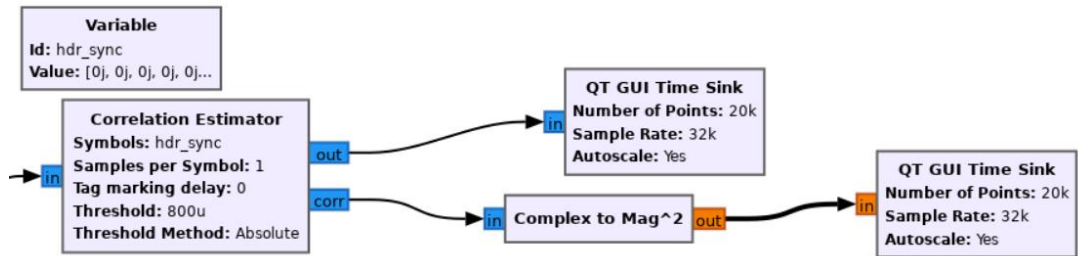 Variable
Id: hdr_sync
Value: [0j, 0j, 0j, 0j, 0j...
Correlation Estimator
Symbols: hdr_sync
Samples per Symbol: 1
Tag marking delay: 0
Threshold: 800u
Threshold Method: Absolute
in
out
corr
QT GUI Time Sink
Number of Points: 20k
Sample Rate: 32k
Autoscale: Yes
in
Complex to Mag^2
in
out
QT GUI Time Sink
Number of Points: 20k
Sample Rate: 32k
Autoscale: Yes
in